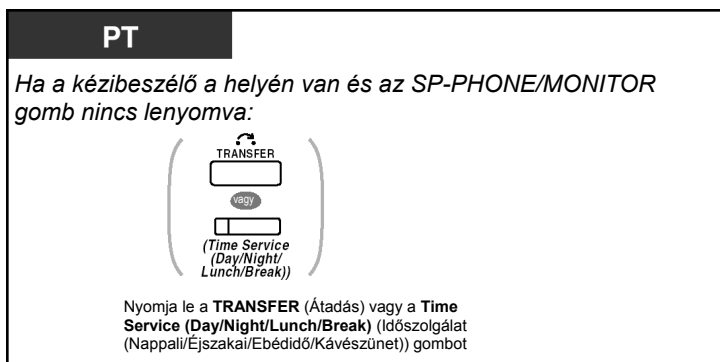 PT
Ha a kézibeszélő a helyén van és az SP-PHONE/MONITOR
gomb nincs lenyomva:
TRANSFER
vagy
(Time Service
(Day/Night/
Lunch/Break))
Nyomja le a TRANSFER (Átadás) vagy a Time
Service (Day/Night/Lunch/Break) (Időszolgálat
(Nappali/Éjszakai/Ebédidő/Kávészünet)) gombot